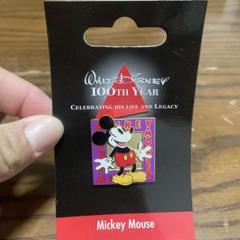 Walt Disney
100TH YEAR
CELEBRATING HIS LIFE AND LEGACY
Mickey Mouse